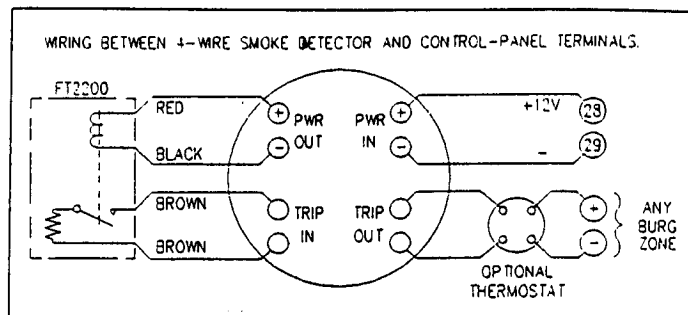 WIRING BETWEEN 4-WIRE SMOKE DETECTOR AND CONTROL-PANEL TERMINALS.
FT2200
RED
BLACK
BROWN
BROWN
+ PWR OUT -
TRIP IN
PWR IN + -
TRIP OUT
+12V 28
- 29
OPTIONAL THERMOSTAT
+ -
ANY BURG ZONE